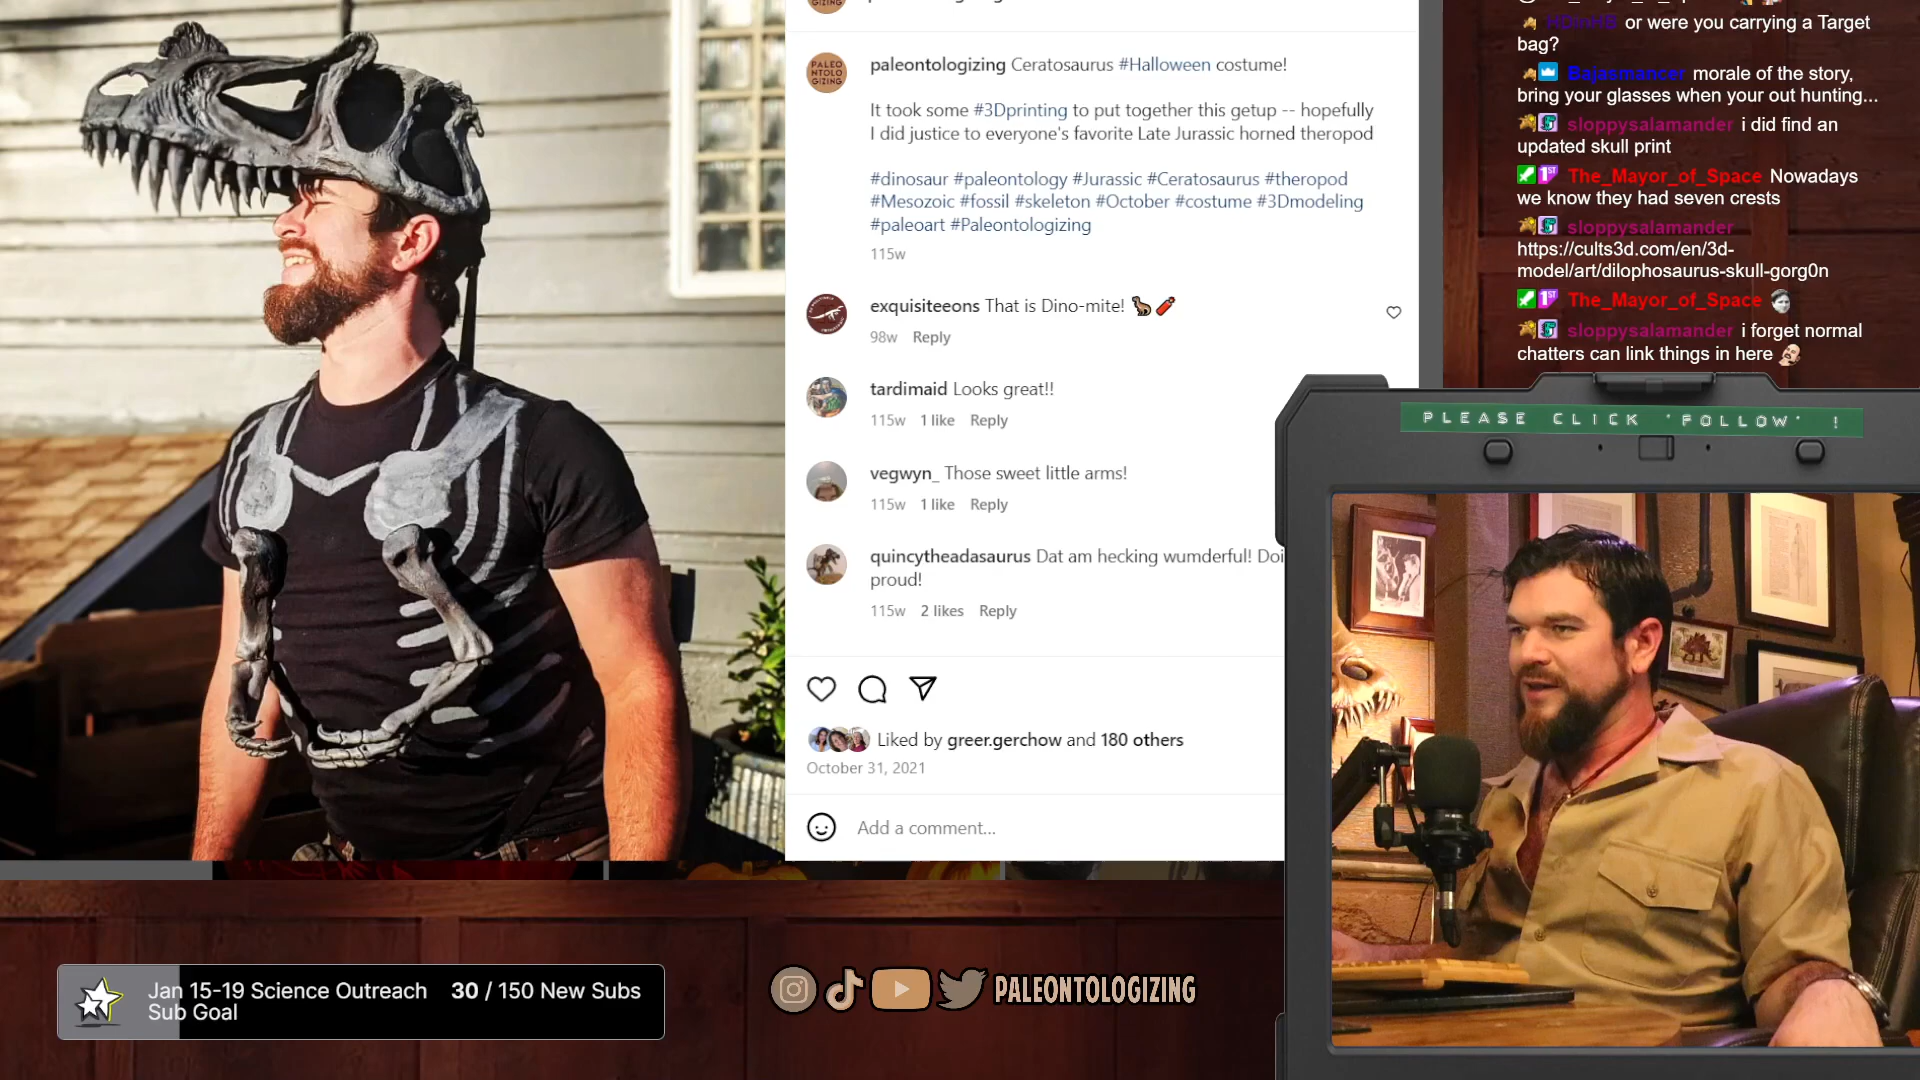 PALEO
NTOLO
GIZING
paleontologizing Ceratosaurus #Halloween costume!
It took some #3Dprinting to put together this getup -- hopefully
I did justice to everyone's favorite Late Jurassic horned theropod
#dinosaur #paleontology #Jurassic #Ceratosaurus #theropod
#Mesozoic #fossil #skeleton #October #costume #3Dmodeling
#paleoart #Paleontologizing
115w
exquisiteeons That is Dino-mite! 🦕🧨
98w Reply
tardimaid Looks great!!
115w 1 like Reply
vegwyn_ Those sweet little arms!
115w 1 like Reply
quincytheadasaurus Dat am hecking wumderful! Doi
proud!
115w 2 likes Reply
Liked by greer.gerchow and 180 others
October 31, 2021
Add a comment...
HDinHB or were you carrying a Target
bag?
Bajasmancer morale of the story,
bring your glasses when your out hunting...
sloppysalamander i did find an
updated skull print
The_Mayor_of_Space Nowadays
we know they had seven crests
sloppysalamander
https://cults3d.com/en/3d-
model/art/dilophosaurus-skull-gorg0n
The_Mayor_of_Space
sloppysalamander i forget normal
chatters can link things in here
PLEASE CLICK "FOLLOW" !
Jan 15-19 Science Outreach 30 / 150 New Subs
Sub Goal
PALEONTOLOGIZING